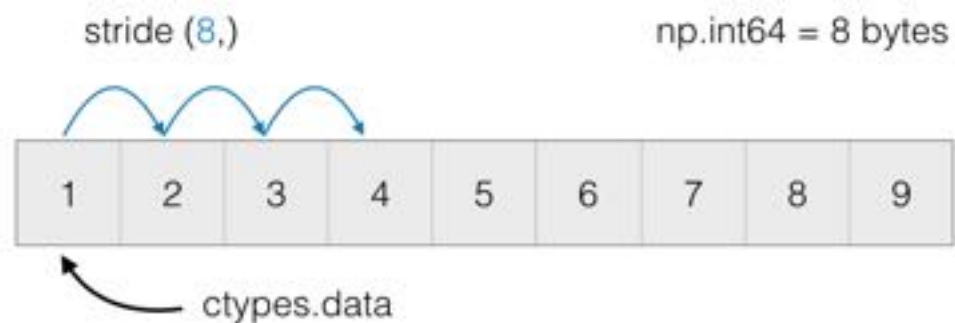 stride (8,)
np.int64 = 8 bytes
1 2 3 4 5 6 7 8 9
ctypes.data